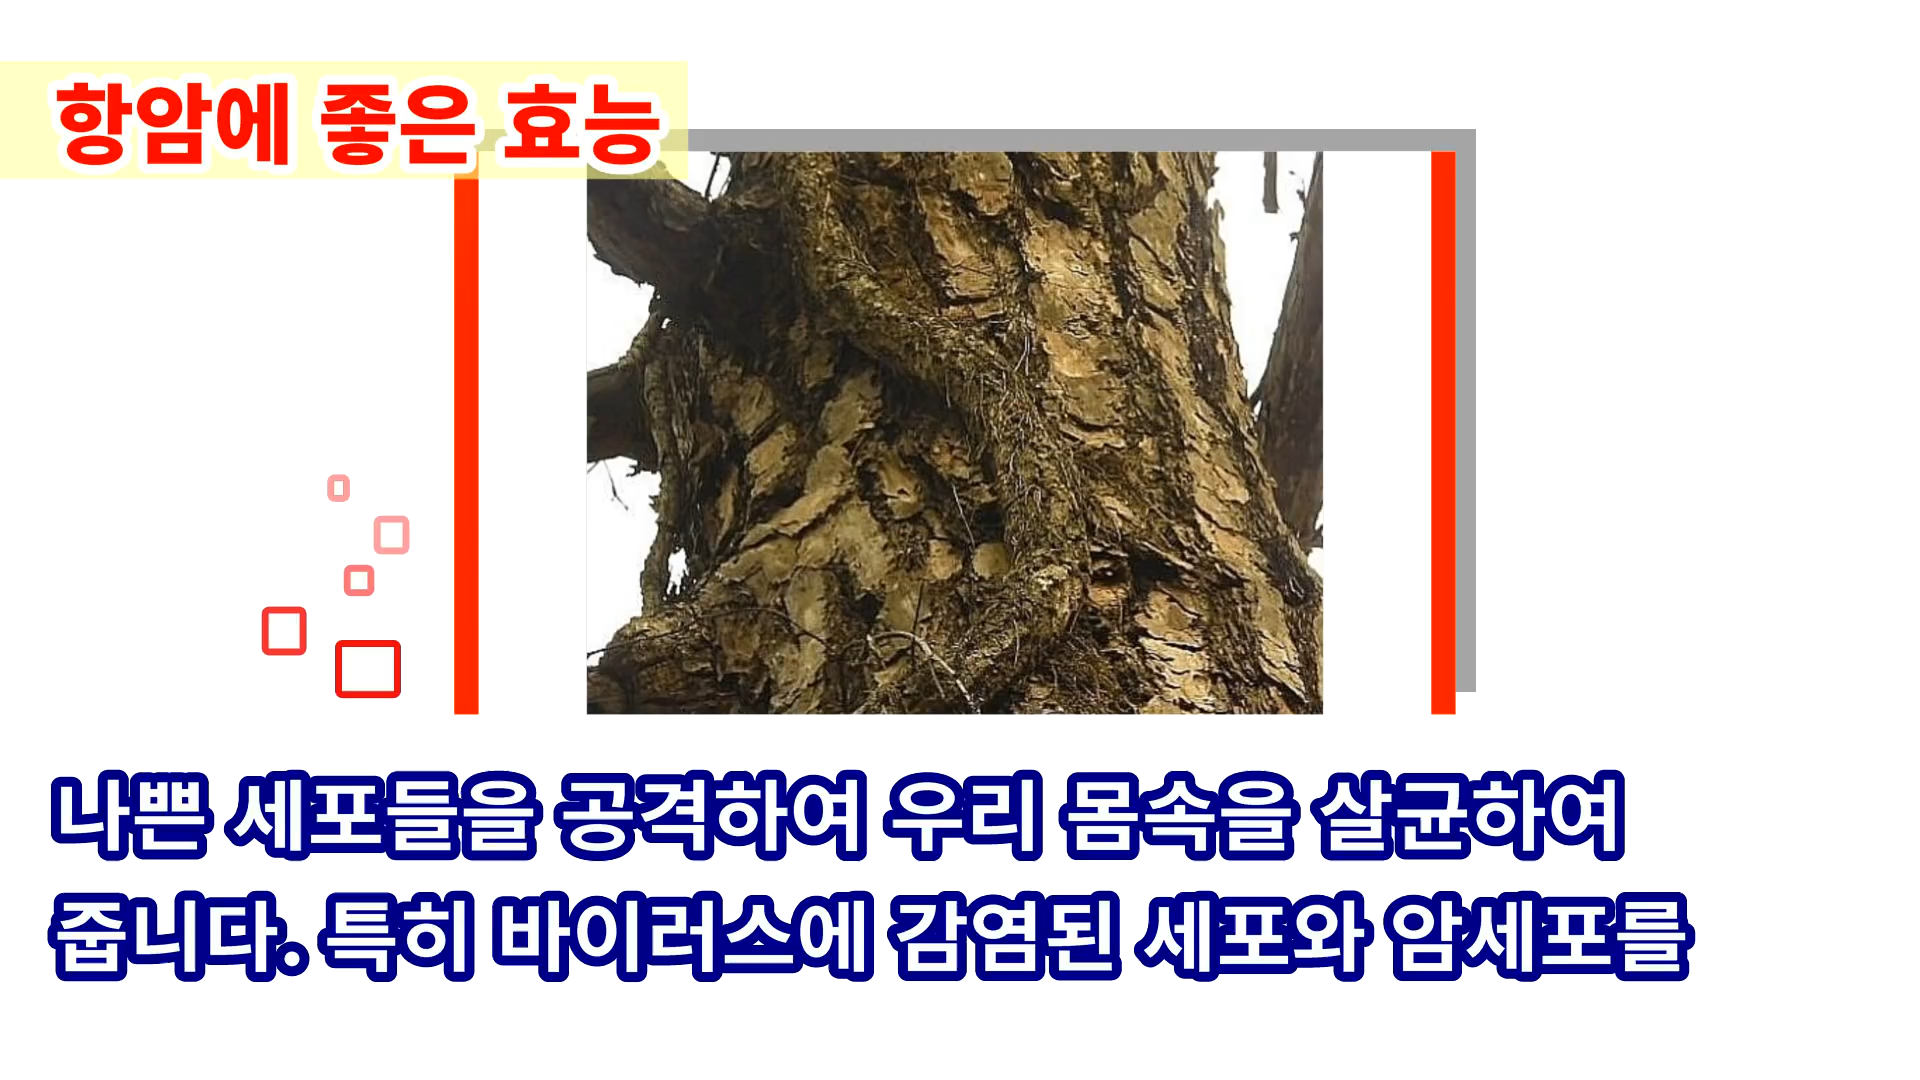 항암에 좋은 효능
나쁜 세포들을 공격하여 우리 몸속을 살균하여
줍니다. 특히 바이러스에 감염된 세포와 암세포를